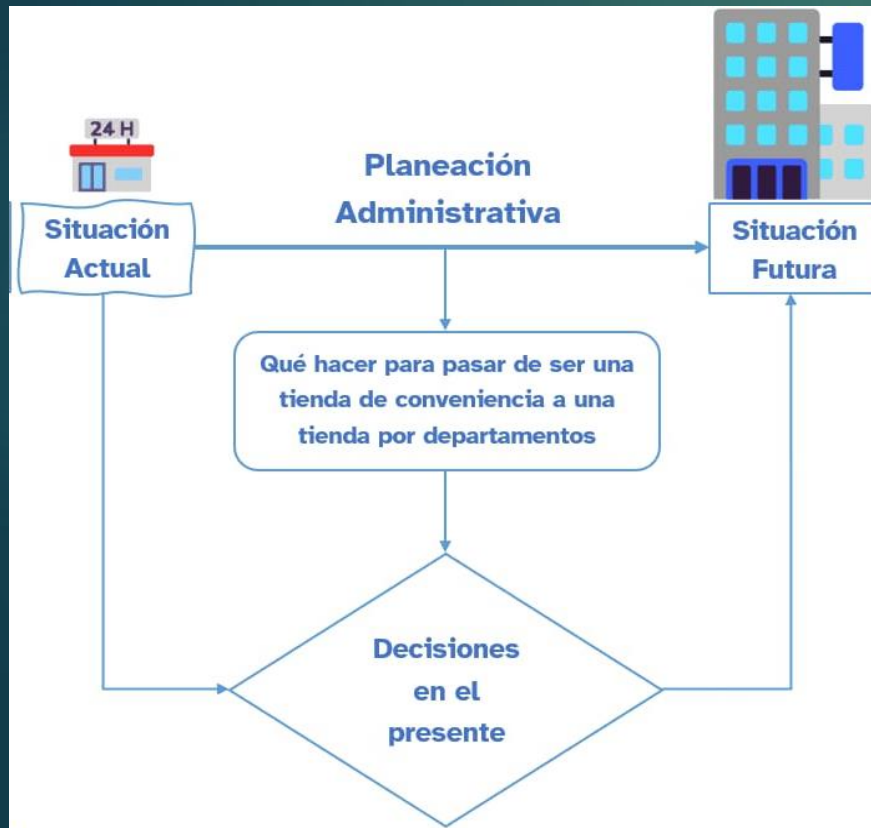 24 H
Planeación
Administrativa
Situación
Actual
Situación
Futura
Qué hacer para pasar de ser una
tienda de conveniencia a una
tienda por departamentos
Decisiones
en el
presente